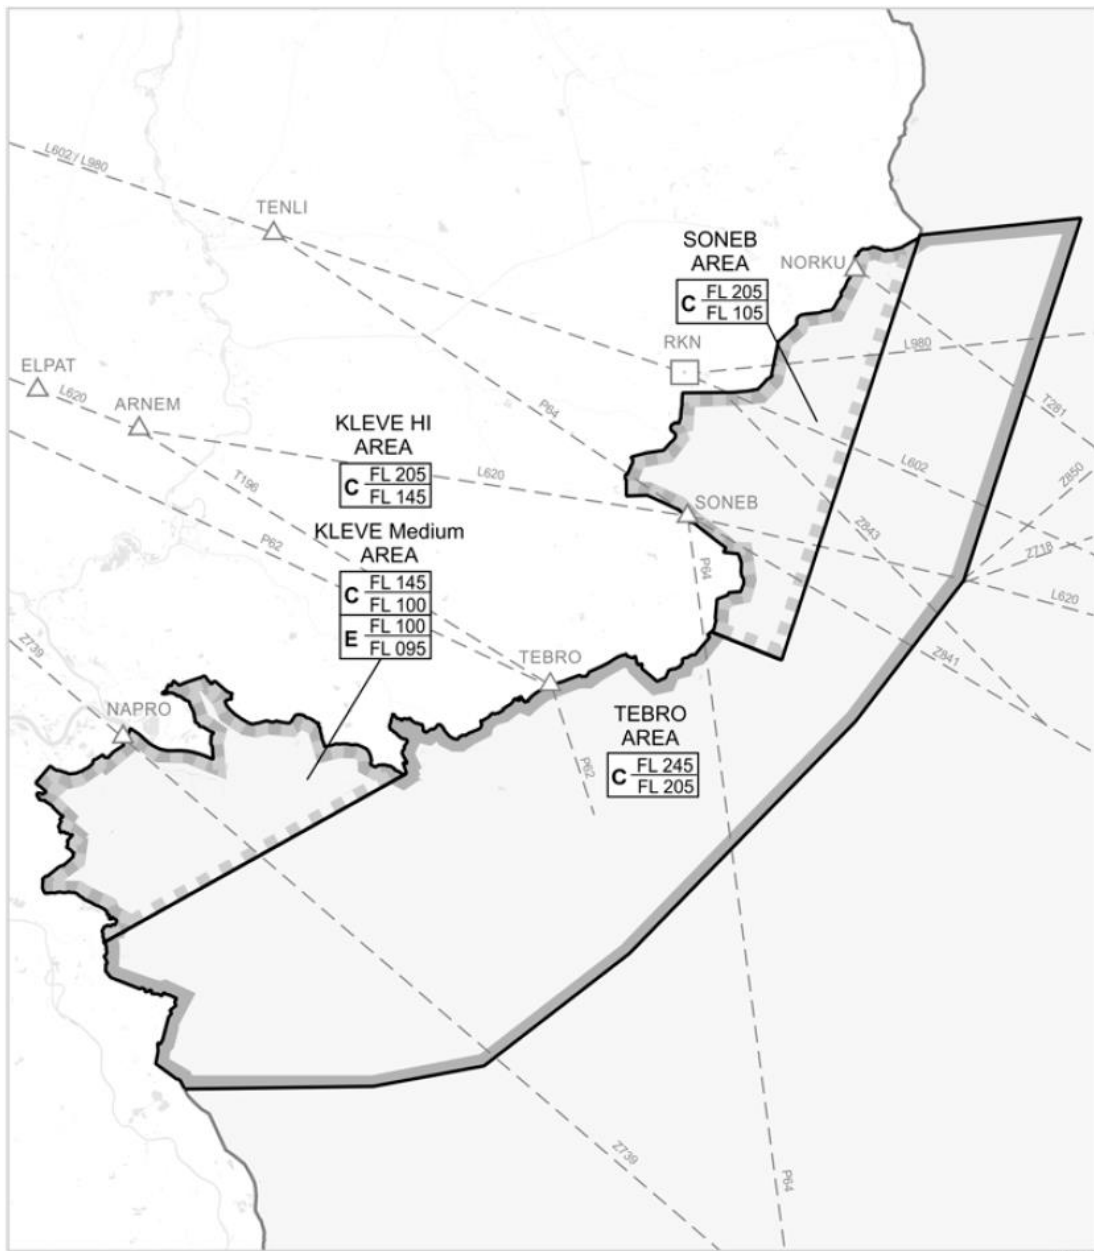 L602 / L980
TENLI
SONEB
AREA
C FL 205
FL 105
NORKU
RKN
L980
ELPAT
L620
ARNEM
P64
T281
KLEVE HI
AREA
C FL 205
FL 145
L620
L602
Z850
T196
P62
SONEB
Z843
Z718
KLEVE Medium
AREA
C FL 145
FL 100
E FL 100
FL 095
P64
L620
Z739
TEBRO
Z841
NAPRO
TEBRO
AREA
C FL 245
FL 205
P62
Z739
P64